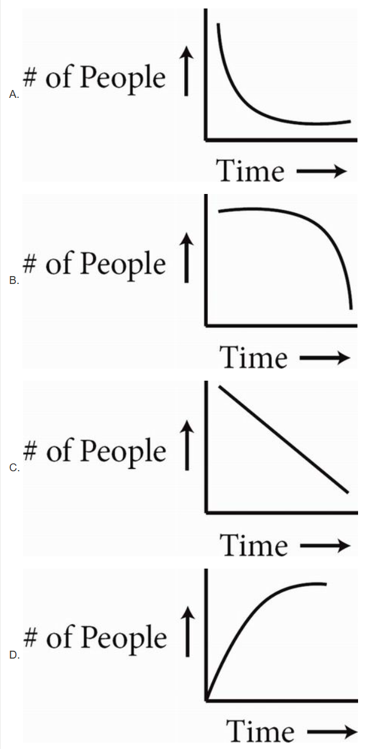 # of People
A.
Time
# of People
B.
Time
# of People
C.
Time
# of People
D.
Time